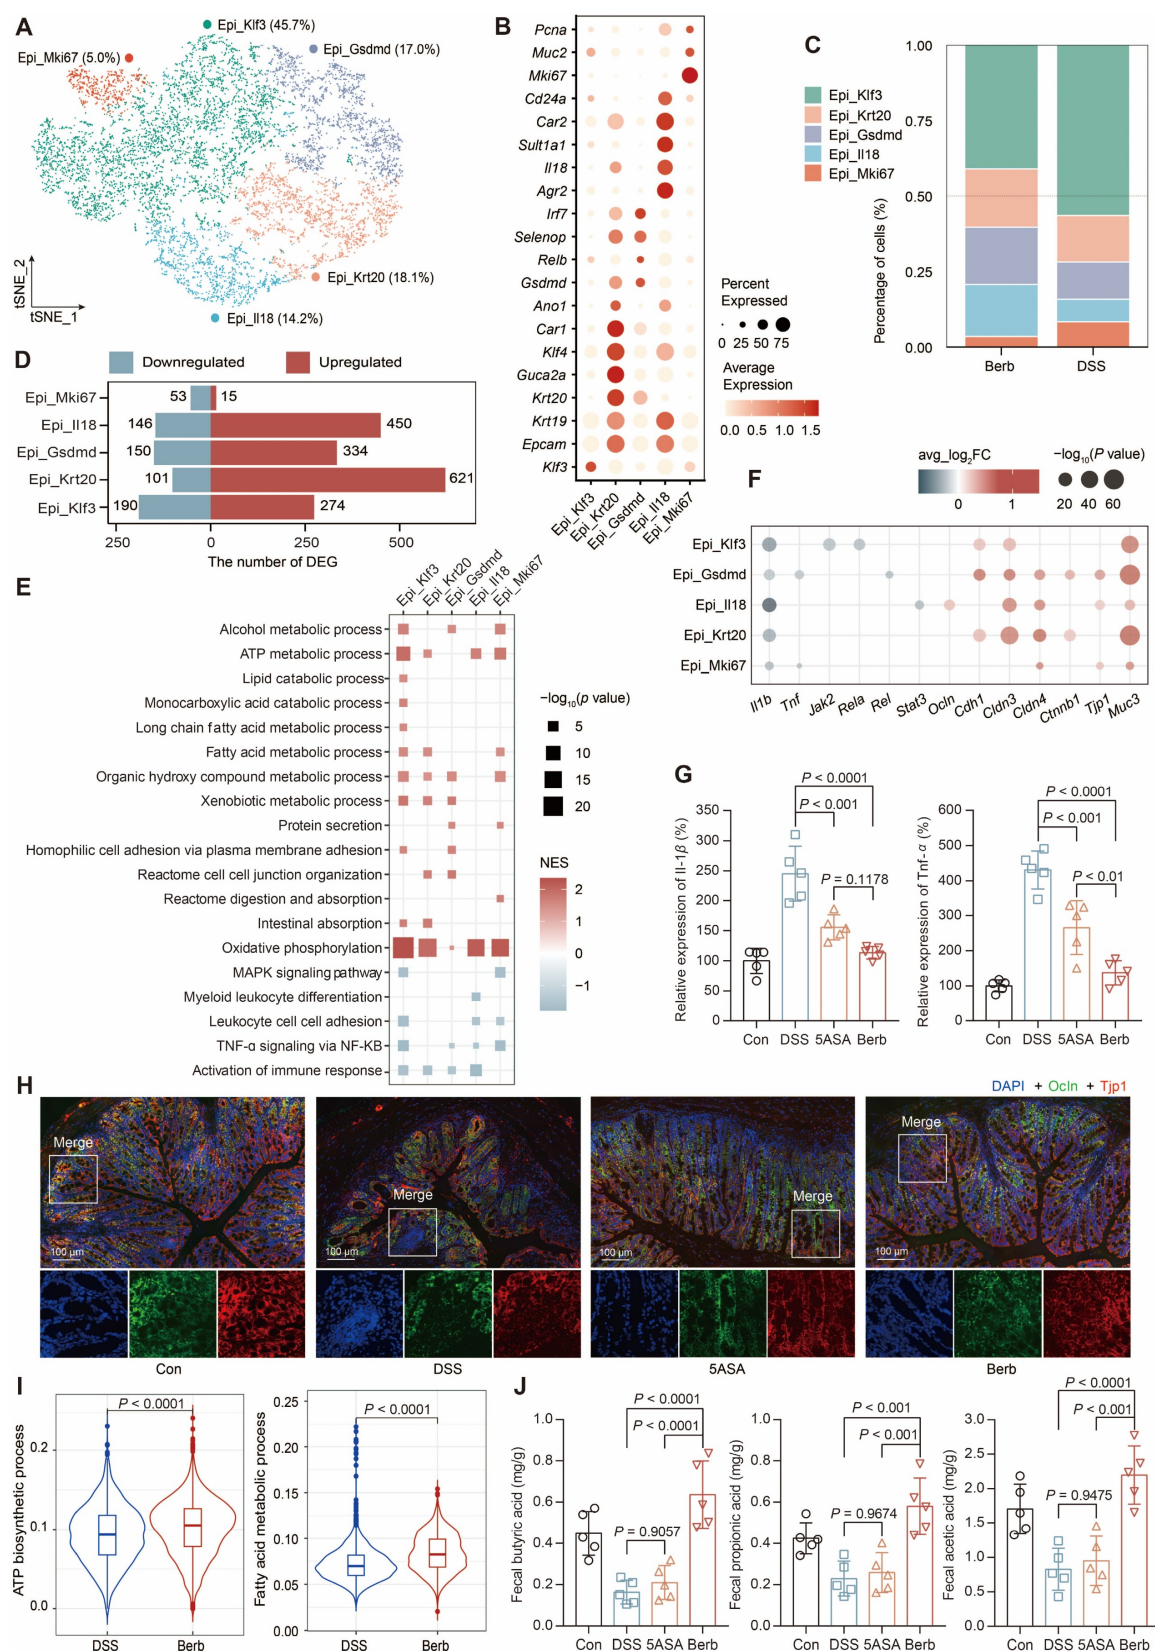 A
Epi_Klf3 (45.7%)
Epi_Gsdmd (17.0%)
Epi_Mki67 (5.0%)
Epi_Krt20 (18.1%)
Epi_Il18 (14.2%)
tSNE_2
tSNE_1
B
Pcna
Muc2
Mki67
Cd24a
Car2
Sult1a1
Il18
Agr2
Irf7
Selenop
Relb
Gsdmd
Ano1
Car1
Klf4
Guca2a
Krt20
Krt19
Epcam
Klf3
Epi_Klf3
Epi_Krt20
Epi_Gsdmd
Epi_Il18
Epi_Mki67
Percent
Expressed
0 25 50 75
Average
Expression
0.0 0.5 1.0 1.5
C
Epi_Klf3
Epi_Krt20
Epi_Gsdmd
Epi_Il18
Epi_Mki67
Percentage of cells (%)
1.00
0.75
0.50
0.25
0.00
Berb DSS
D
Downregulated Upregulated
Epi_Mki67 53 15
Epi_Il18 146 450
Epi_Gsdmd 150 334
Epi_Krt20 101 621
Epi_Klf3 190 274
250 0 250 500
The number of DEG
E
Epi_Klf3
Epi_Krt20
Epi_Gsdmd
Epi_Il18
Epi_Mki67
Alcohol metabolic process
ATP metabolic process
Lipid catabolic process
Monocarboxylic acid catabolic process
Long chain fatty acid metabolic process
Fatty acid metabolic process
Organic hydroxy compound metabolic process
Xenobiotic metabolic process
Protein secretion
Homophilic cell adhesion via plasma membrane adhesion
Reactome cell cell junction organization
Reactome digestion and absorption
Intestinal absorption
Oxidative phosphorylation
MAPK signaling pathway
Myeloid leukocyte differentiation
Leukocyte cell cell adhesion
TNF-α signaling via NF-KB
Activation of immune response
−log10(p value)
5
10
15
20
NES
2
1
0
−1
F
avg_log2FC
0 1
−log10(P value)
20 40 60
Epi_Klf3
Epi_Gsdmd
Epi_Il18
Epi_Krt20
Epi_Mki67
Il1b
Tnf
Jak2
Rela
Rel
Stat3
Ocln
Cdh1
Cldn3
Cldn4
Ctnnb1
Tjp1
Muc3
G
Relative expression of Il-1β (%)
350
300
250
200
150
100
50
0
P < 0.0001
P < 0.001
P = 0.1178
Con DSS 5ASA Berb
Relative expression of Tnf-α (%)
600
500
400
300
200
100
0
P < 0.0001
P < 0.001
P < 0.01
Con DSS 5ASA Berb
H
DAPI + Ocln + Tjp1
Merge
100 μm
Merge
100 μm
Merge
100 μm
Merge
100 μm
Con
DSS
5ASA
Berb
I
ATP biosynthetic process
0.2
0.1
0.0
P < 0.0001
DSS Berb
Fatty acid metabolic process
0.25
0.20
0.15
0.10
0.05
0.00
P < 0.0001
DSS Berb
J
Fecal butyric acid (mg/g)
1.0
0.8
0.6
0.4
0.2
0.0
P < 0.0001
P < 0.0001
P = 0.9057
Con DSS 5ASA Berb
Fecal propionic acid (mg/g)
1.0
0.8
0.6
0.4
0.2
0.0
P < 0.001
P < 0.001
P = 0.9674
Con DSS 5ASA Berb
Fecal acetic acid (mg/g)
3.0
2.5
2.0
1.5
1.0
0.5
0.0
P < 0.0001
P < 0.001
P = 0.9475
Con DSS 5ASA Berb